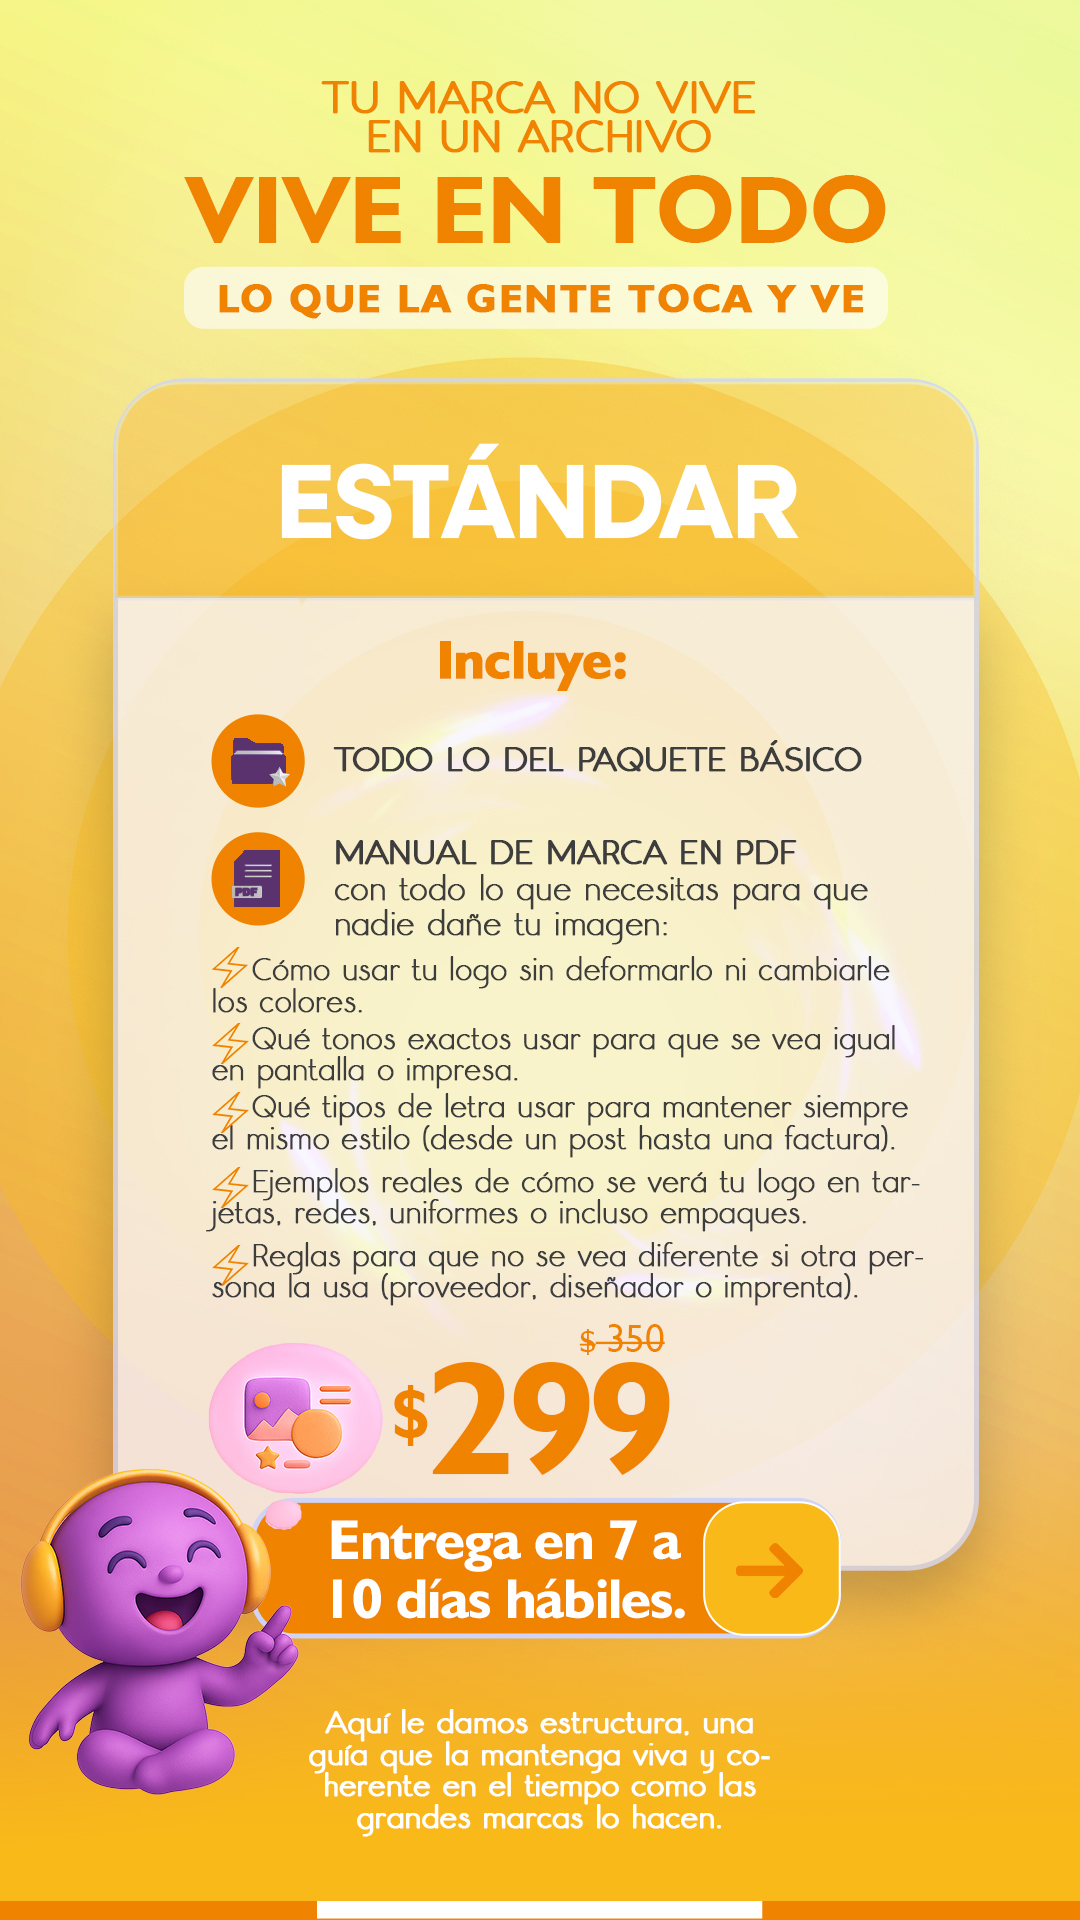 TU MARCA NO VIVE
EN UN ARCHIVO
VIVE EN TODO
LO QUE LA GENTE TOCA Y VE
ESTÁNDAR
Incluye:
TODO LO DEL PAQUETE BÁSICO
MANUAL DE MARCA EN PDF
con todo lo que necesitas para que
nadie dañe tu imagen:
PDF
Cómo usar tu logo sin deformarlo ni cambiarle
los colores.
Qué tonos exactos usar para que se vea igual
en pantalla o impresa.
Qué tipos de letra usar para mantener siempre
el mismo estilo (desde un post hasta una factura).
Ejemplos reales de cómo se verá tu logo en tar-
jetas, redes, uniformes o incluso empaques.
Reglas para que no se vea diferente si otra per-
sona la usa (proveedor, diseñador o imprenta).
$ 350
$299
Entrega en 7 a
10 días hábiles.
Aquí le damos estructura, una
guía que la mantenga viva y co-
herente en el tiempo como las
grandes marcas lo hacen.